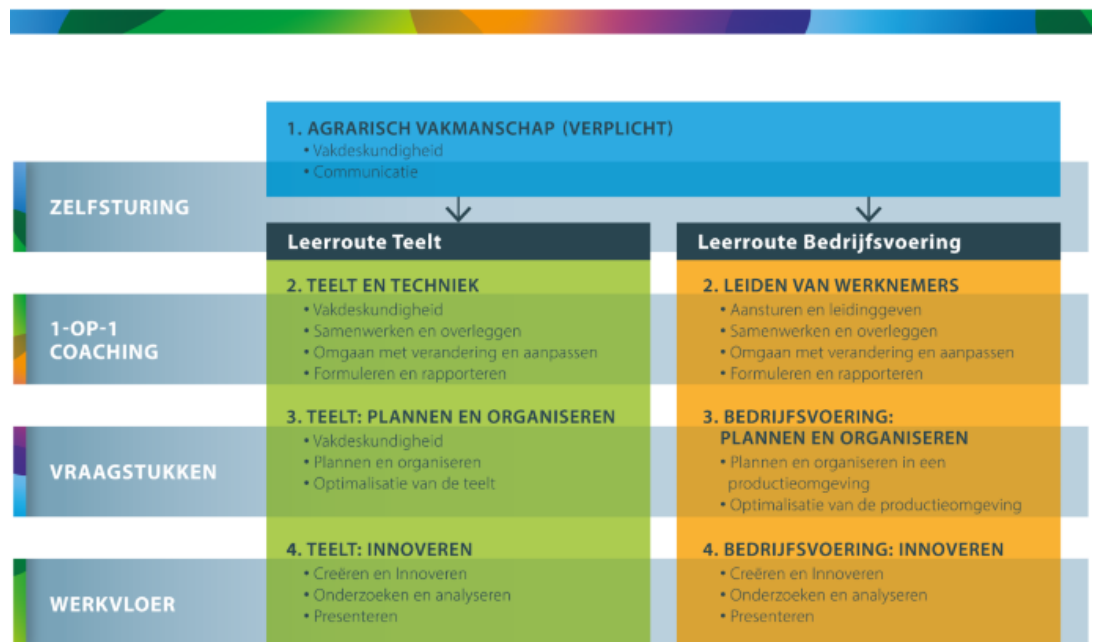 1. AGRARISCH VAKMANSCHAP (VERPLICHT)
• Vakdeskundigheid
• Communicatie
ZELFSTURING
Leerroute Teelt
2. TEELT EN TECHNIEK
• Vakdeskundigheid
• Samenwerken en overleggen
• Omgaan met verandering en aanpassen
• Formuleren en rapporteren
3. TEELT: PLANNEN EN ORGANISEREN
• Vakdeskundigheid
• Plannen en organiseren
• Optimalisatie van de teelt
4. TEELT: INNOVEREN
• Creëren en Innoveren
• Onderzoeken en analyseren
• Presenteren
Leerroute Bedrijfsvoering
2. LEIDEN VAN WERKNEMERS
• Aansturen en leidinggeven
• Samenwerken en overleggen
• Omgaan met verandering en aanpassen
• Formuleren en rapporteren
3. BEDRIJFSVOERING:
PLANNEN EN ORGANISEREN
• Plannen en organiseren in een
productieomgeving
• Optimalisatie van de productieomgeving
4. BEDRIJFSVOERING: INNOVEREN
• Creëren en Innoveren
• Onderzoeken en analyseren
• Presenteren
1-OP-1
COACHING
VRAAGSTUKKEN
WERKVLOER